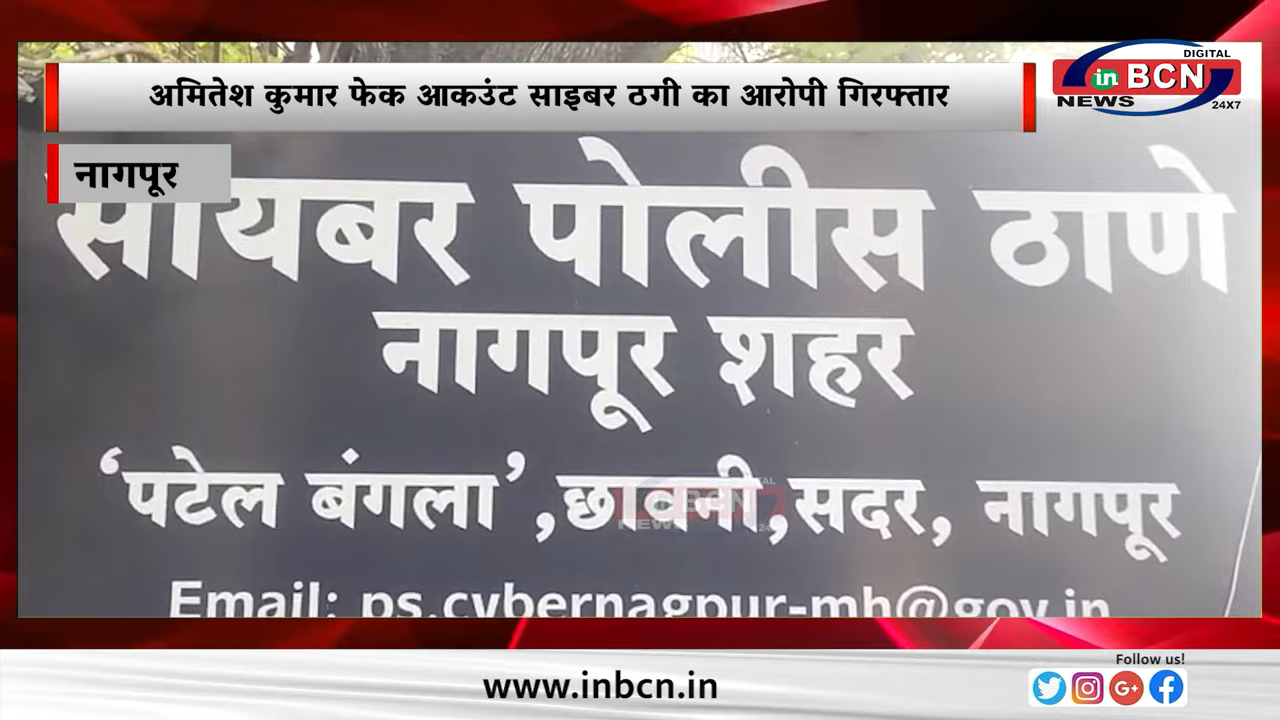 अमितेश कुमार फेक आकउंट साइबर ठगी का आरोपी गिरफ्तार
DIGITAL
in BCN
NEWS 24X7
नागपूर
सायबर पोलीस ठाणे
नागपूर शहर
'पटेल बंगला', छावनी, सदर, नागपूर
Email: ps.cybernagpur-mh@gov.in
www.inbcn.in
Follow us!